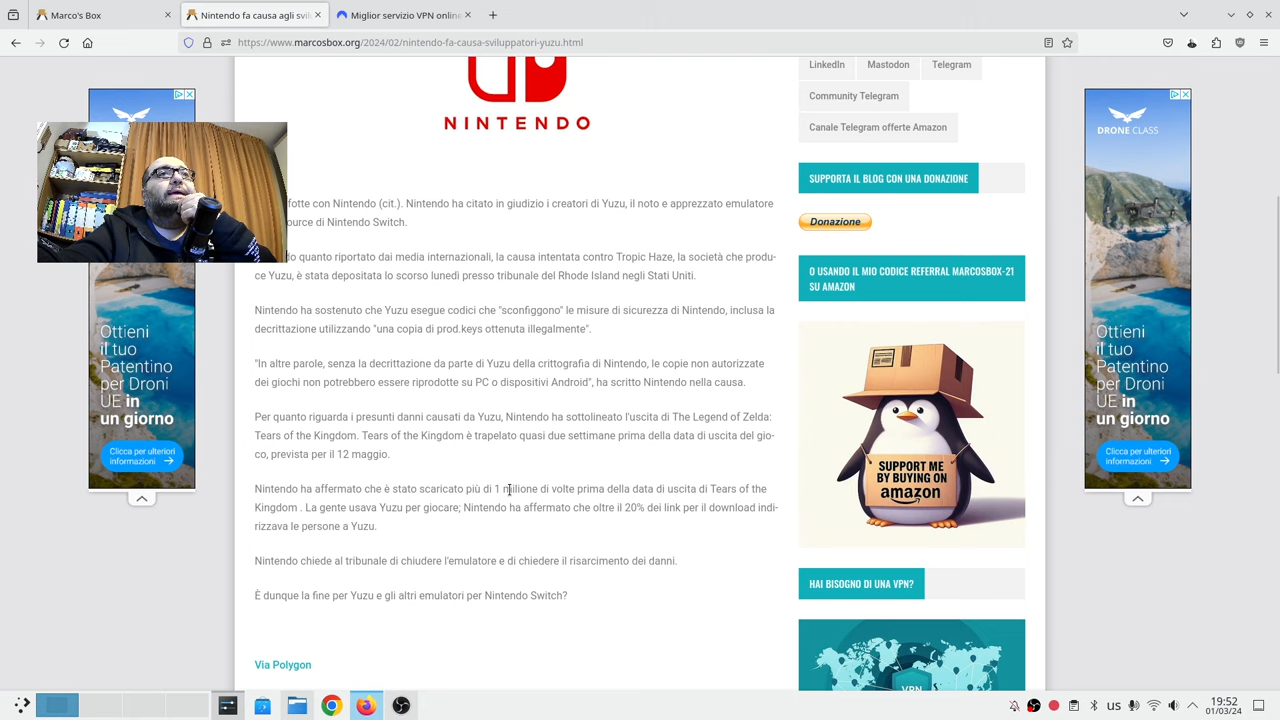 Marco's Box
Nintendo fa causa agli svi
Miglior servizio VPN online
https://www.marcosbox.org/2024/02/nintendo-fa-causa-sviluppatori-yuzu.html
NINTENDO
fotte con Nintendo (cit.). Nintendo ha citato in giudizio i creatori di Yuzu, il noto e apprezzato emulatore
ource di Nintendo Switch.
do quanto riportato dai media internazionali, la causa intentata contro Tropic Haze, la società che produ-
ce Yuzu, è stata depositata lo scorso lunedì presso tribunale del Rhode Island negli Stati Uniti.
Nintendo ha sostenuto che Yuzu esegue codici che "sconfiggono" le misure di sicurezza di Nintendo, inclusa la
decrittazione utilizzando "una copia di prod.keys ottenuta illegalmente".
"In altre parole, senza la decrittazione da parte di Yuzu della crittografia di Nintendo, le copie non autorizzate
dei giochi non potrebbero essere riprodotte su PC o dispositivi Android", ha scritto Nintendo nella causa.
Per quanto riguarda i presunti danni causati da Yuzu, Nintendo ha sottolineato l'uscita di The Legend of Zelda:
Tears of the Kingdom. Tears of the Kingdom è trapelato quasi due settimane prima della data di uscita del gio-
co, prevista per il 12 maggio.
Nintendo ha affermato che è stato scaricato più di 1 milione di volte prima della data di uscita di Tears of the
Kingdom . La gente usava Yuzu per giocare; Nintendo ha affermato che oltre il 20% dei link per il download indi-
rizzava le persone a Yuzu.
Nintendo chiede al tribunale di chiudere l'emulatore e di chiedere il risarcimento dei danni.
È dunque la fine per Yuzu e gli altri emulatori per Nintendo Switch?
Via Polygon
LinkedIn
Mastodon
Telegram
Community Telegram
Canale Telegram offerte Amazon
SUPPORTA IL BLOG CON UNA DONAZIONE
Donazione
O USANDO IL MIO CODICE REFERRAL MARCOSBOX-21
SU AMAZON
SUPPORT ME
BY BUYING ON
amazon
HAI BISOGNO DI UNA VPN?
VPN
Ottieni
il tuo
Patentino
per Droni
UE in
un giorno
Clicca per ulteriori
informazioni
DRONE CLASS
Ottieni
il tuo
Patentino
per Droni
UE in
un giorno
Clicca per ulteriori
informazioni
US
19:52
01/03/24